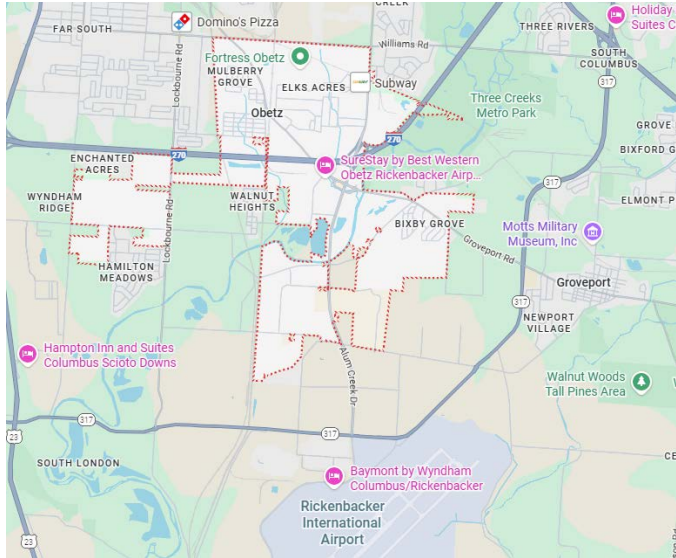 Domino's Pizza
FAR SOUTH
Holiday
Suites C
CREEK
THREE RIVERS
Lockbourne Rd
Williams Rd
Fortress Obetz
MULBERRY
GROVE
SOUTH
COLUMBUS
ELKS ACRES
Subway
Obetz
Three Creeks
Metro Park
GROVE
270
270
BIXFORD G
ENCHANTED
ACRES
SureStay by Best Western
Obetz Rickenbacker Airp...
317
WYNDHAM
RIDGE
WALNUT
HEIGHTS
ELMONT P
Lockbourne Rd
BIXBY GROVE
Motts Military
Museum, Inc
Groveport Rd
HAMILTON
MEADOWS
Groveport
317
NEWPORT
VILLAGE
Hampton Inn and Suites
Columbus Scioto Downs
Alum Creek Dr
Walnut Woods
Tall Pines Area
317
317
23
SOUTH LONDON
CE
Baymont by Wyndham
Columbus/Rickenbacker
Rickenbacker
International
Airport
23